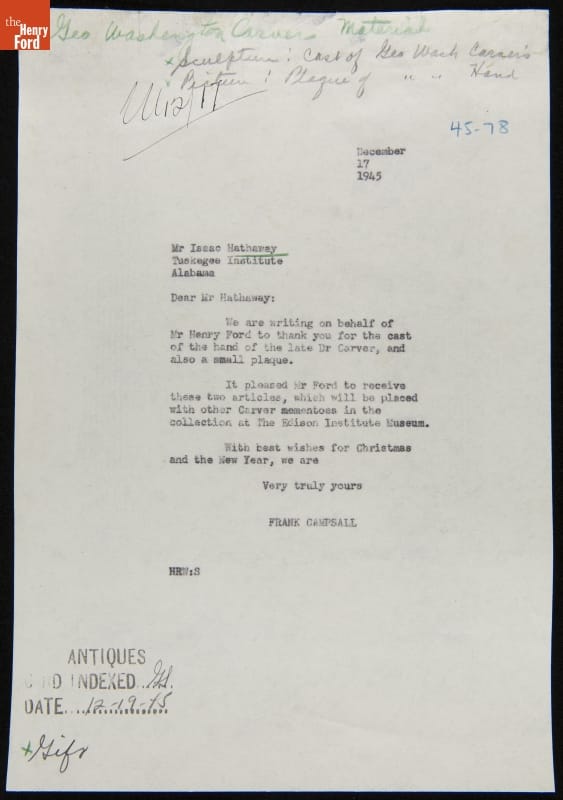 the
Henry
Ford
Geo Washington Carver Material
x Sculpture: Cast of Geo Wash Carver's
x Picture: Plaque of " " Hand
45-78
December
17
1945
Mr Isaac Hathaway
Tuskegee Institute
Alabama
Dear Mr Hathaway:
We are writing on behalf of
Mr Henry Ford to thank you for the cast
of the hand of the late Dr Carver, and
also a small plaque.
It pleased Mr Ford to receive
these two articles, which will be placed
with other Carver mementoes in the
collection at The Edison Institute Museum.
With best wishes for Christmas
and the New Year, we are
Very truly yours
FRANK CAMPSALL
HRW:S
ANTIQUES
INDEXED
DATE....12-19-45
x Gift